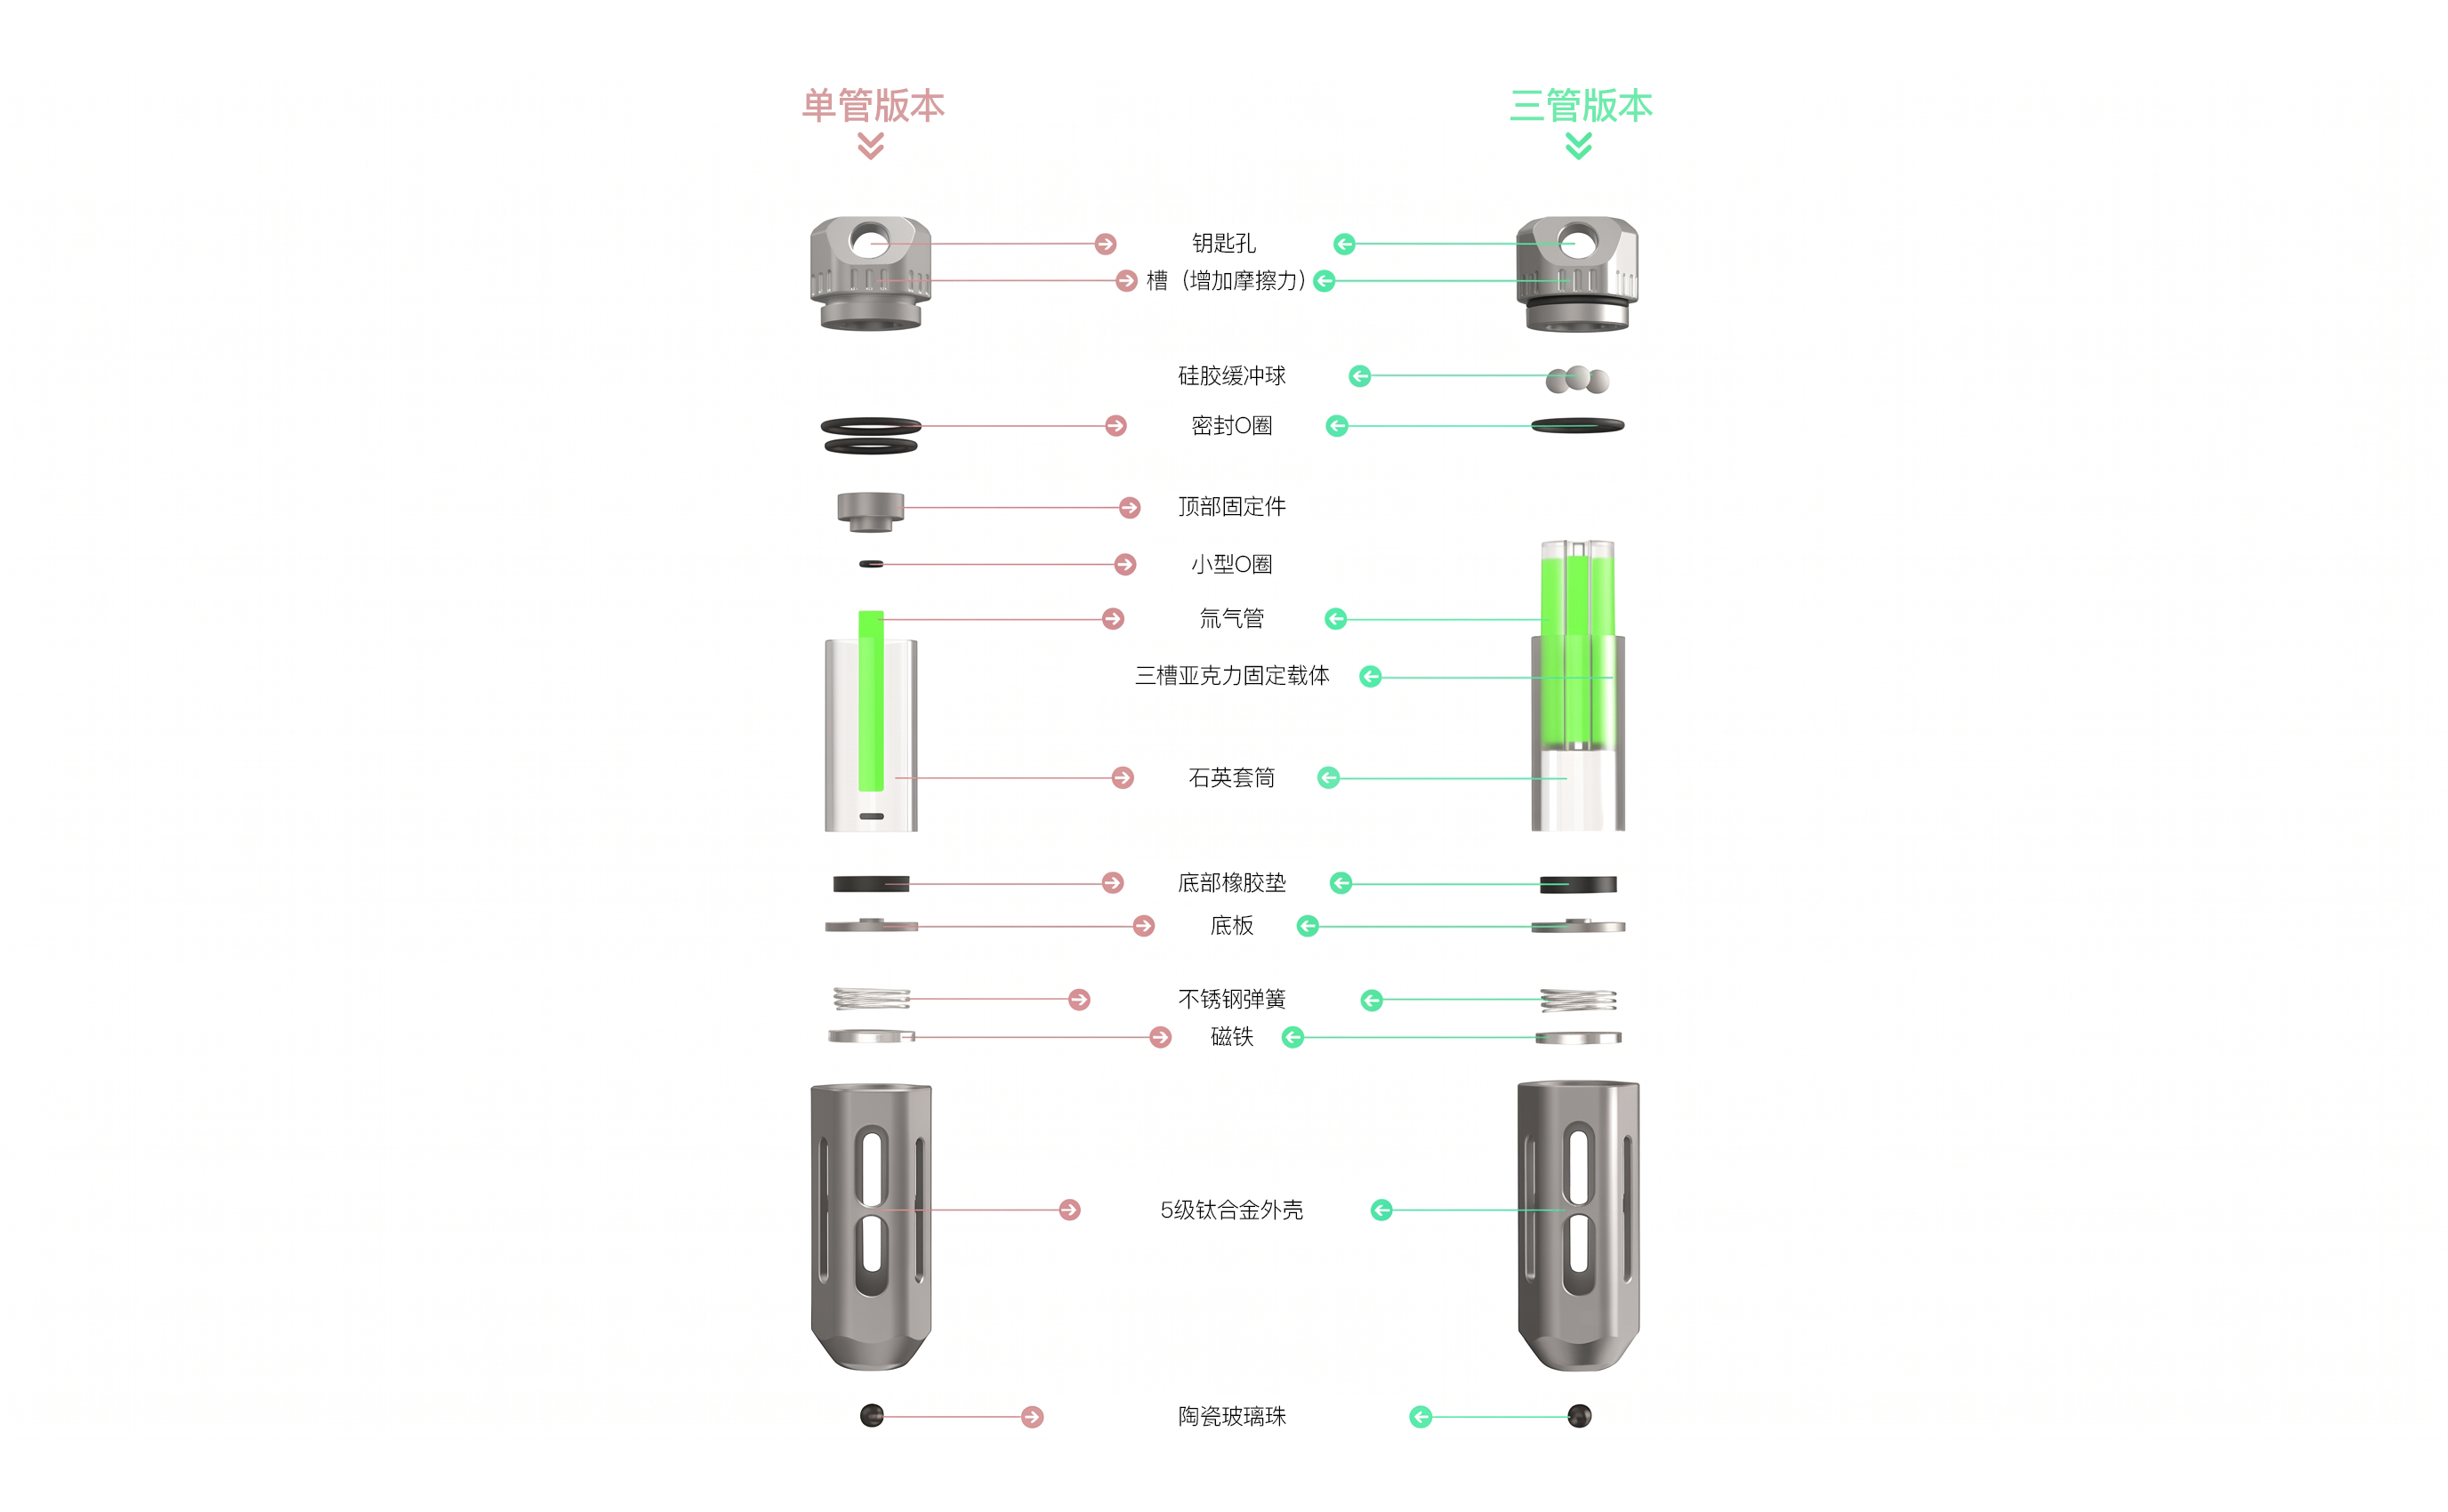 单管版本
三管版本
钥匙孔
槽（增加摩擦力）
硅胶缓冲球
密封O圈
顶部固定件
小型O圈
氚气管
三槽亚克力固定载体
石英套筒
底部橡胶垫
底板
不锈钢弹簧
磁铁
5级钛合金外壳
陶瓷玻璃珠